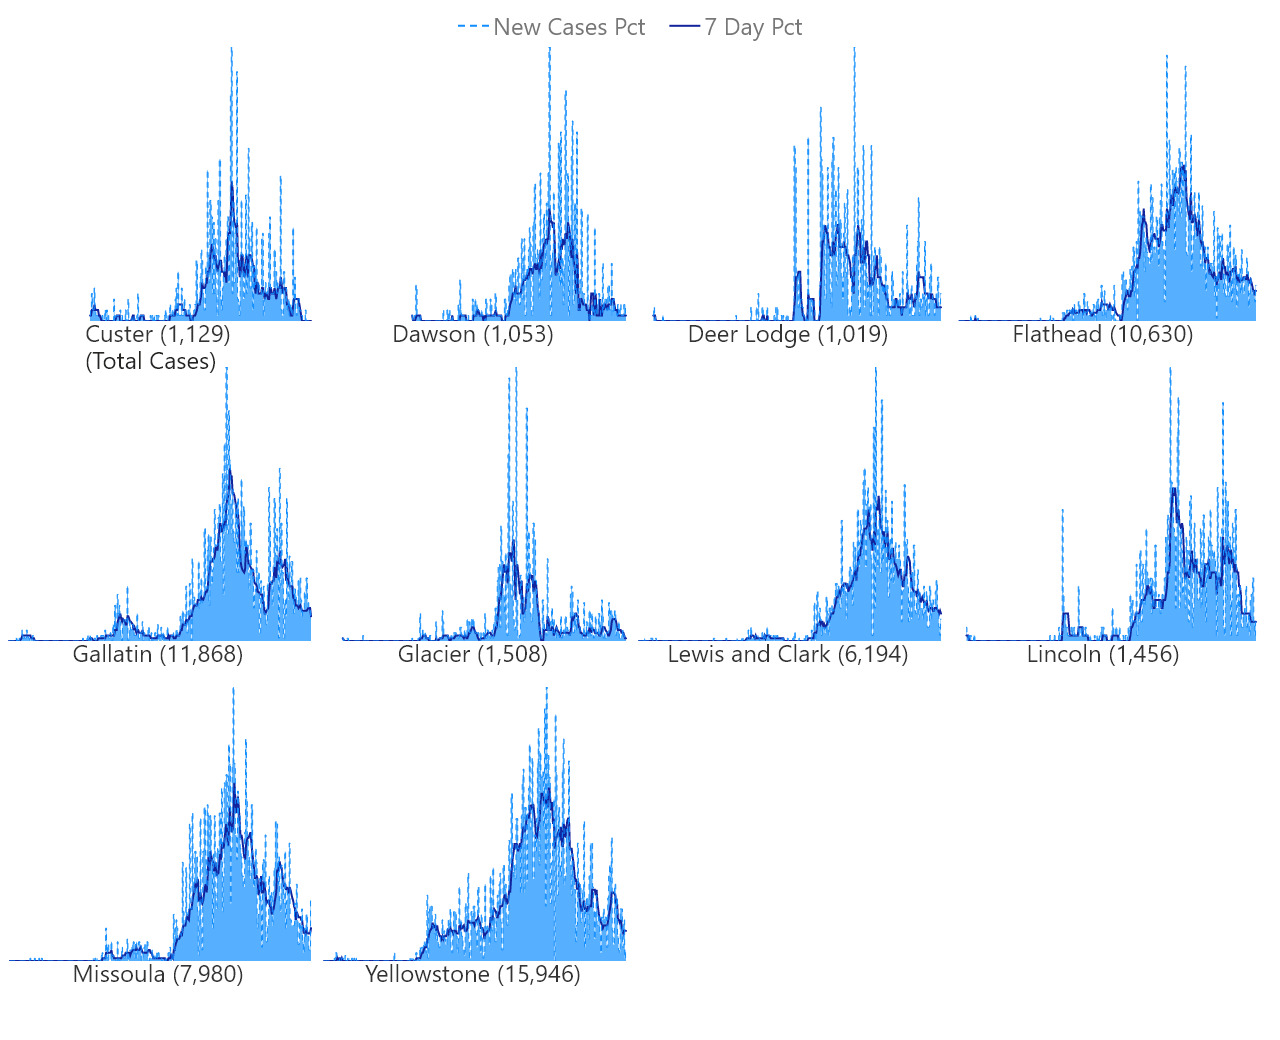 New Cases Pct 7 Day Pct
Custer (1,129) Dawson (1,053) Deer Lodge (1,019) Flathead (10,630)
(Total Cases)
Gallatin (11,868) Glacier (1,508) Lewis and Clark (6,194) Lincoln (1,456)
Missoula (7,980) Yellowstone (15,946)